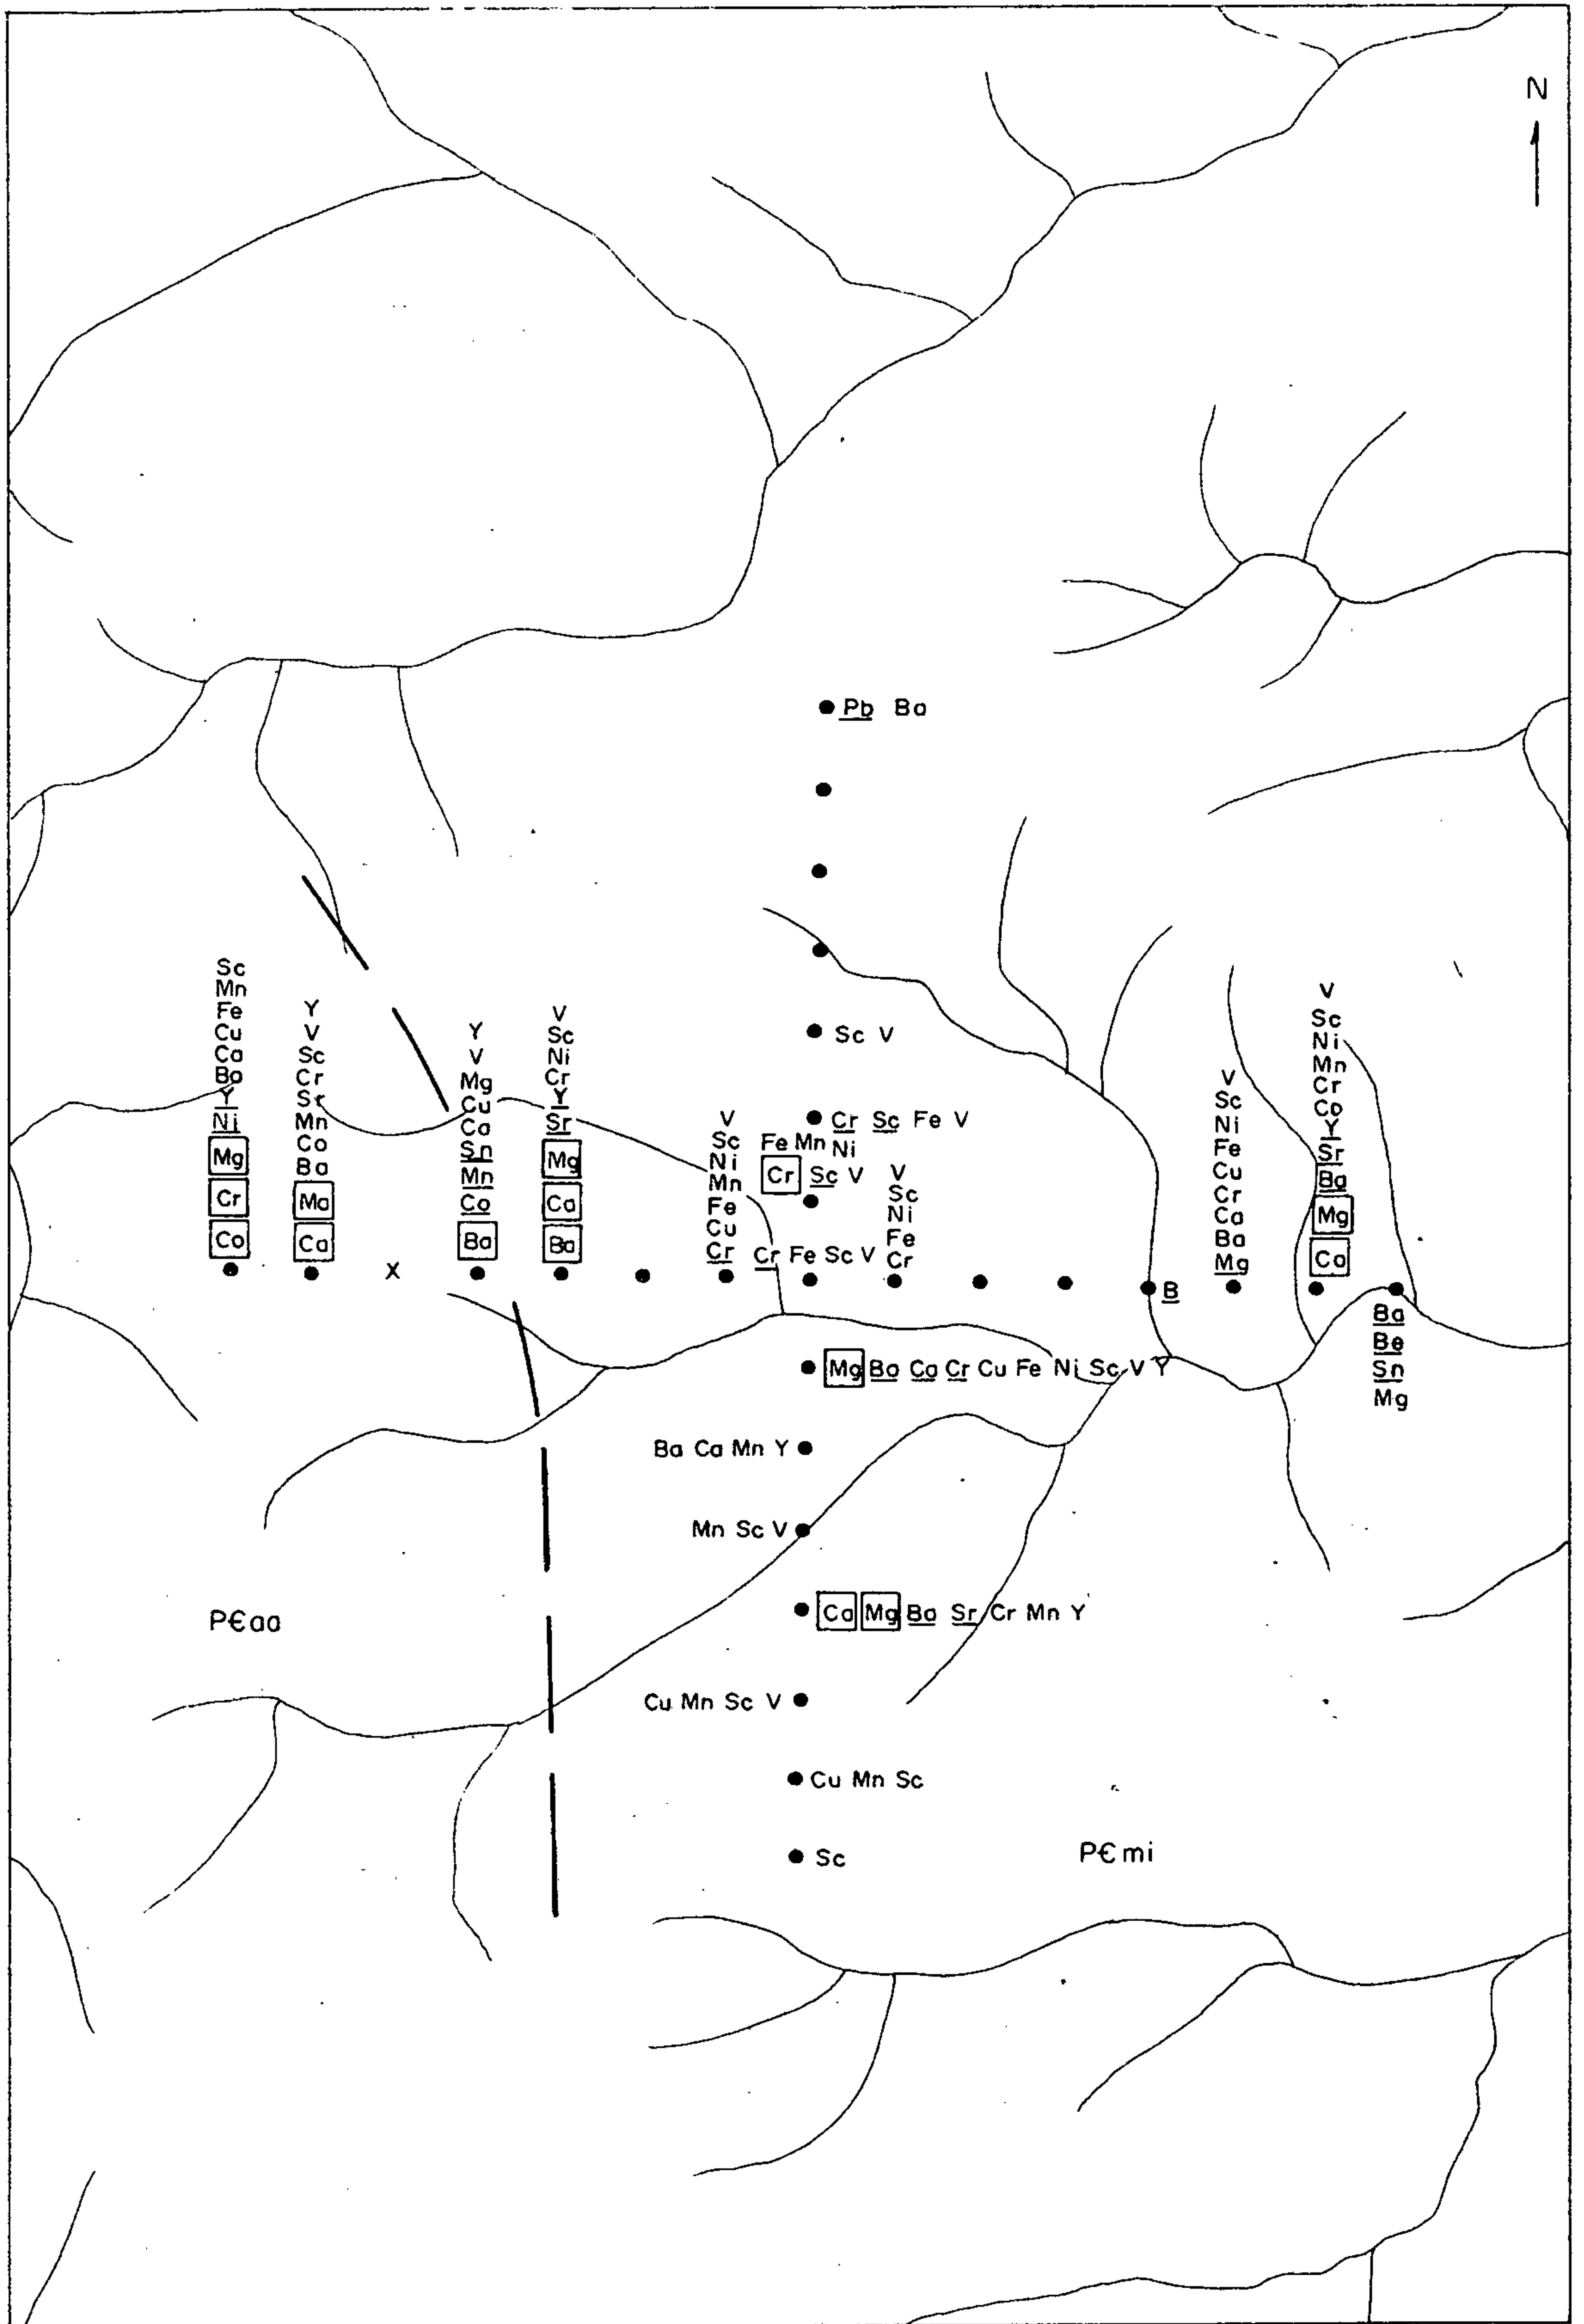 N
Pb Ba
Sc V
Cr Sc Fe V
Fe Mn Ni
Cr Sc V
Cr Fe Sc V
Sc
Mn
Fe
Cu
Ca
Ba
Y
Ni
Mg
Cr
Co
Y
V
Sc
Cr
Sr
Mn
Co
Ba
Mg
Ca
X
Y
V
Mg
Cu
Ca
Sn
Mn
Co
Ba
V
Sc
Ni
Cr
Y
Sr
Mg
Ca
Ba
V
Sc
Ni
Mn
Fe
Cu
Cr
V
Sc
Ni
Fe
Cr
B
V
Sc
Ni
Fe
Cu
Cr
Ca
Ba
Mg
V
Sc
Ni
Mn
Cr
Co
Y
Sr
Ba
Mg
Ca
Ba
Be
Sn
Mg
Mg Ba Ca Cr Cu Fe Ni Sc V Y
Ba Ca Mn Y
Mn Sc V
Ca Mg Ba Sr Cr Mn Y
P€aa
Cu Mn Sc V
Cu Mn Sc
Sc
P€mi